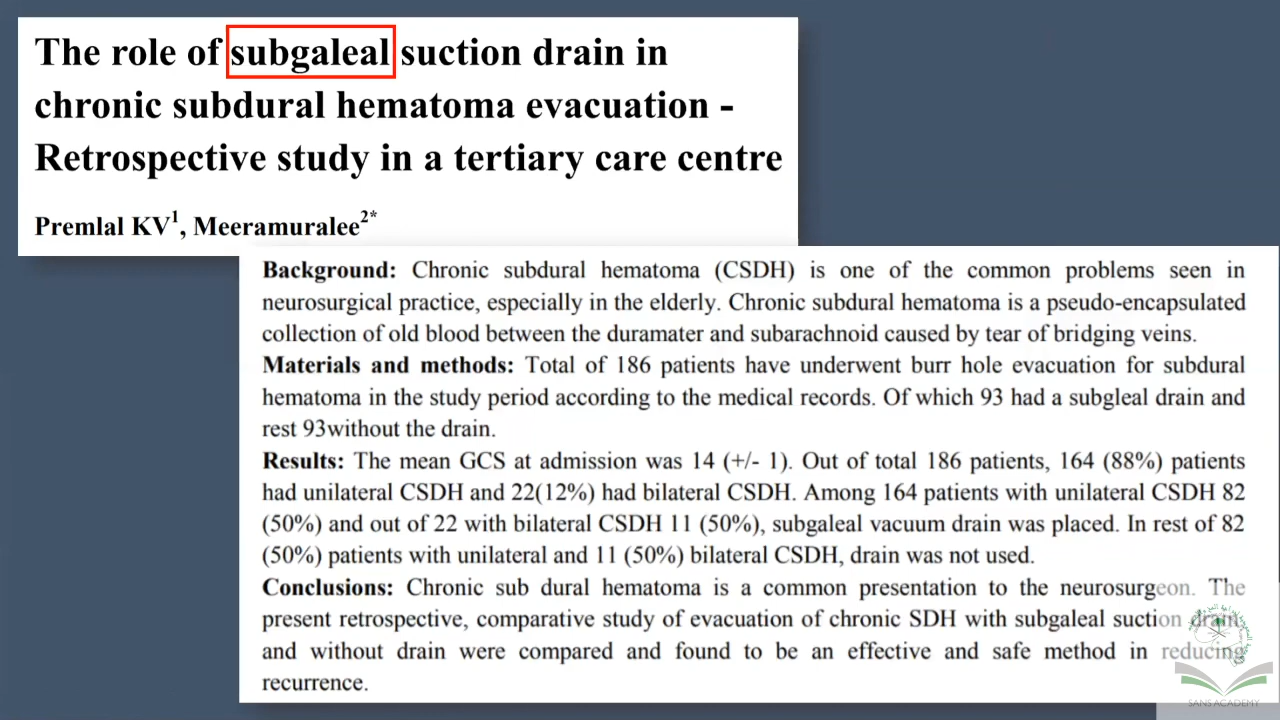 The role of subgaleal suction drain in
chronic subdural hematoma evacuation -
Retrospective study in a tertiary care centre
Premlal KV1, Meeramuralee2*
Background: Chronic subdural hematoma (CSDH) is one of the common problems seen in
neurosurgical practice, especially in the elderly. Chronic subdural hematoma is a pseudo-encapsulated
collection of old blood between the duramater and subarachnoid caused by tear of bridging veins.
Materials and methods: Total of 186 patients have underwent burr hole evacuation for subdural
hematoma in the study period according to the medical records. Of which 93 had a subgleal drain and
rest 93without the drain.
Results: The mean GCS at admission was 14 (+/- 1). Out of total 186 patients, 164 (88%) patients
had unilateral CSDH and 22(12%) had bilateral CSDH. Among 164 patients with unilateral CSDH 82
(50%) and out of 22 with bilateral CSDH 11 (50%), subgaleal vacuum drain was placed. In rest of 82
(50%) patients with unilateral and 11 (50%) bilateral CSDH, drain was not used.
Conclusions: Chronic sub dural hematoma is a common presentation to the neurosurgeon. The
present retrospective, comparative study of evacuation of chronic SDH with subgaleal suction drain
and without drain were compared and found to be an effective and safe method in reducing
recurrence.
SANS ACADEMY